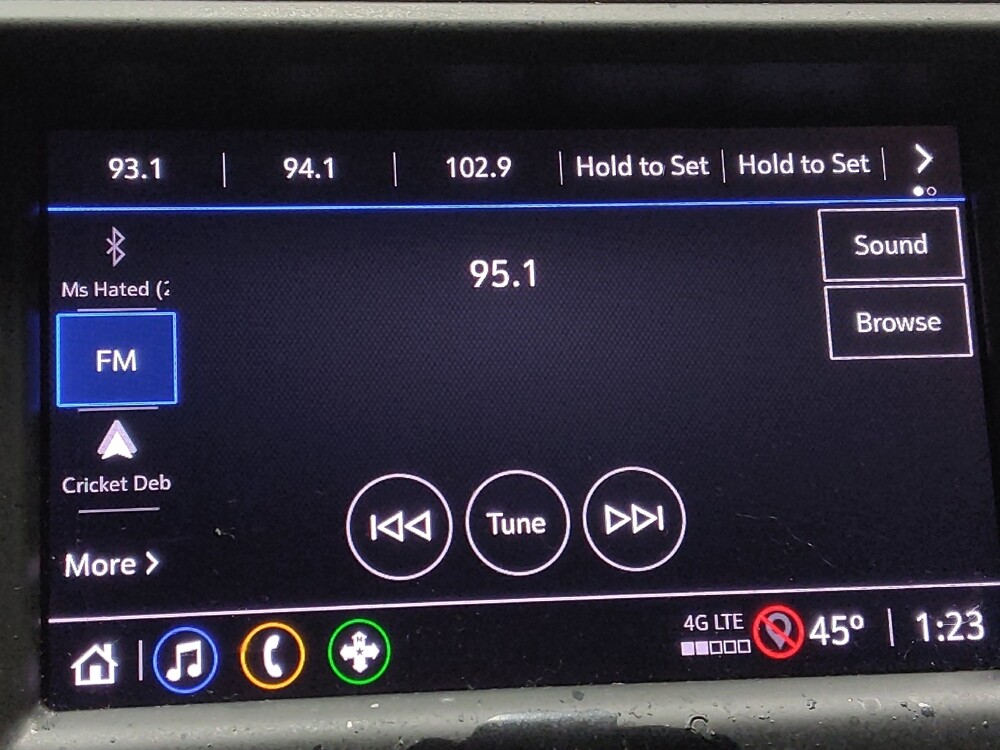 93.1
94.1
102.9
Hold to Set
Hold to Set
Ms Hated (2
95.1
Sound
Browse
FM
Cricket Deb
More
Tune
4G LTE
45°
1:23